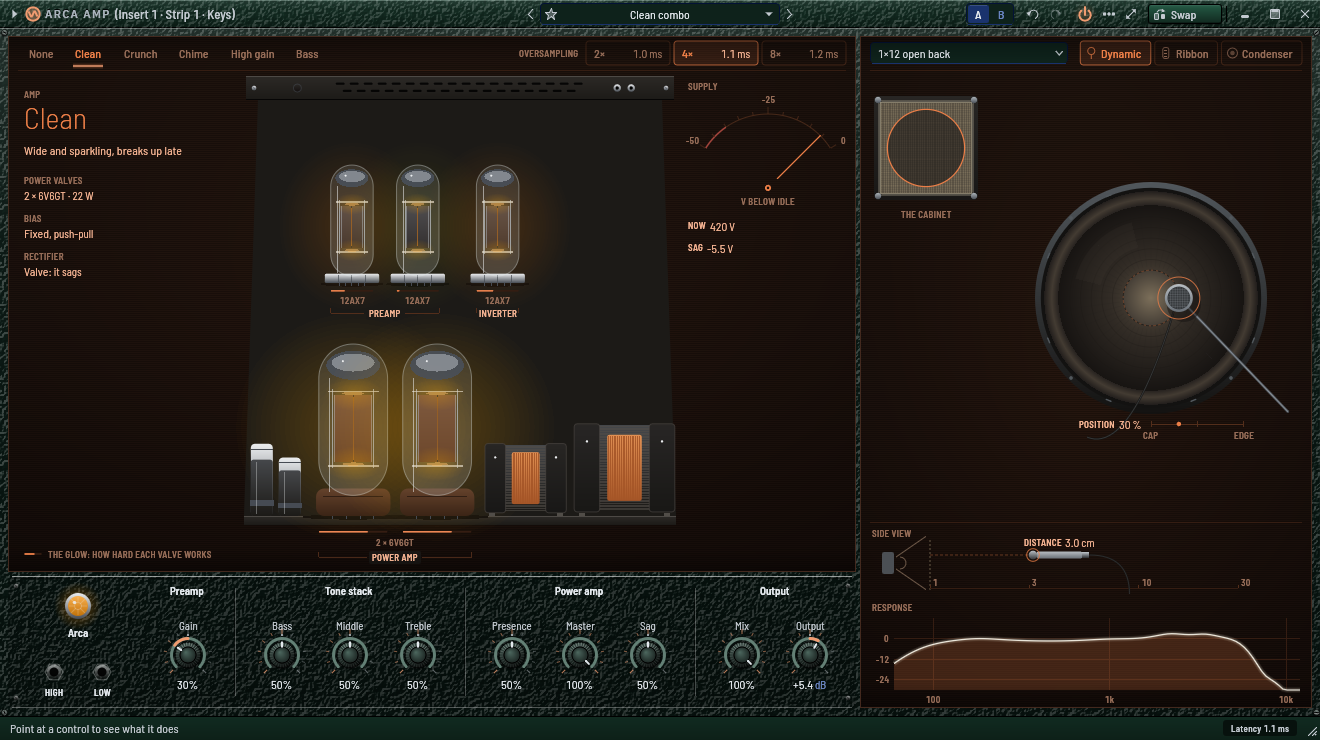 ARCA AMP (Insert 1 · Strip 1 · Keys)
Clean combo
A
B
Swap
None
Clean
Crunch
Chime
High gain
Bass
OVERSAMPLING
2× 1.0 ms
4× 1.1 ms
8× 1.2 ms
1×12 open back
Dynamic
Ribbon
Condenser
AMP
Clean
Wide and sparkling, breaks up late
POWER VALVES
2 × 6V6GT · 22 W
BIAS
Fixed, push-pull
RECTIFIER
Valve: it sags
12AX7
12AX7
12AX7
PREAMP
INVERTER
2 × 6V6GT
POWER AMP
THE GLOW: HOW HARD EACH VALVE WORKS
SUPPLY
-50
-25
0
V BELOW IDLE
NOW 420 V
SAG -5.5 V
THE CABINET
POSITION 30 %
CAP
EDGE
SIDE VIEW
DISTANCE 3.0 cm
1
3
10
30
RESPONSE
0
-12
-24
100
1k
10k
Arca
HIGH
LOW
Preamp
Gain
30%
Tone stack
Bass
50%
Middle
50%
Treble
50%
Power amp
Presence
50%
Master
100%
Sag
50%
Output
Mix
100%
Output
+5.4 dB
Point at a control to see what it does
Latency 1.1 ms